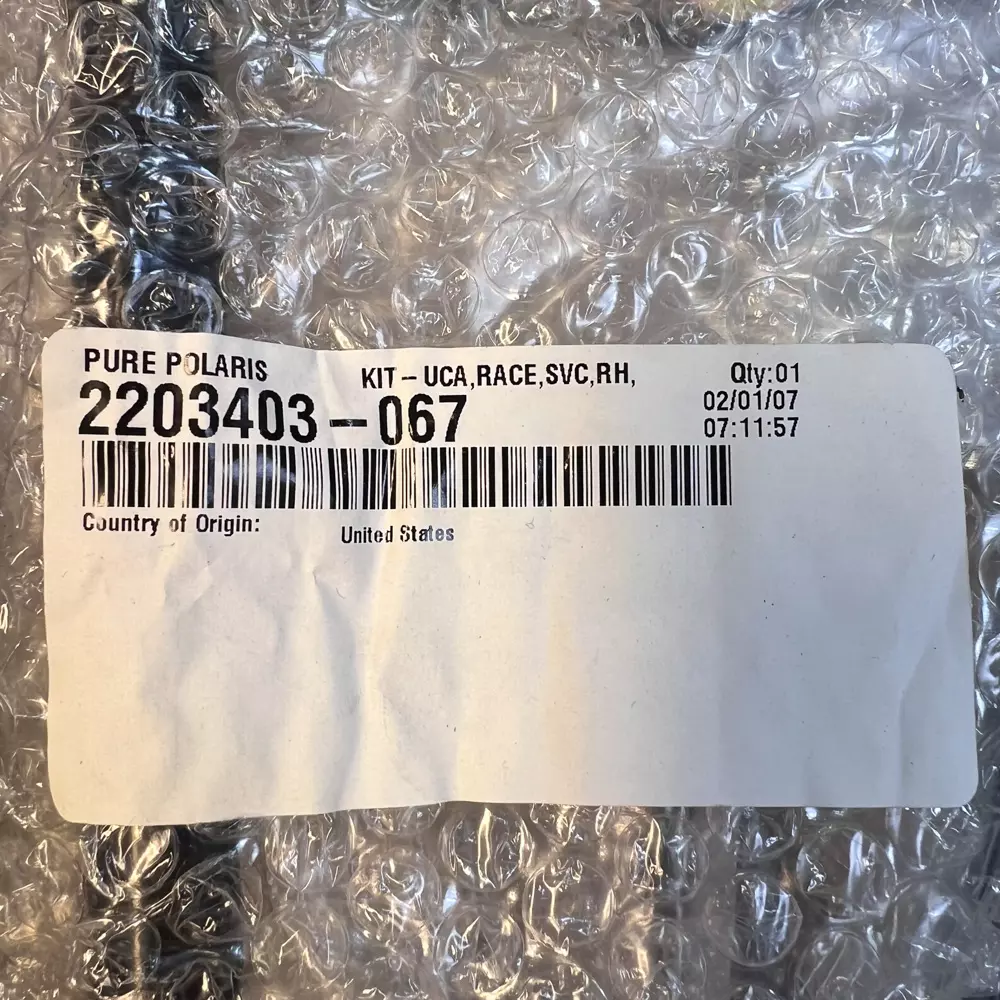 PURE POLARIS
KIT-UCA,RACE,SVC,RH,
Qty:01
2203403-067
02/01/07
07:11:57
Country of Origin:
United States